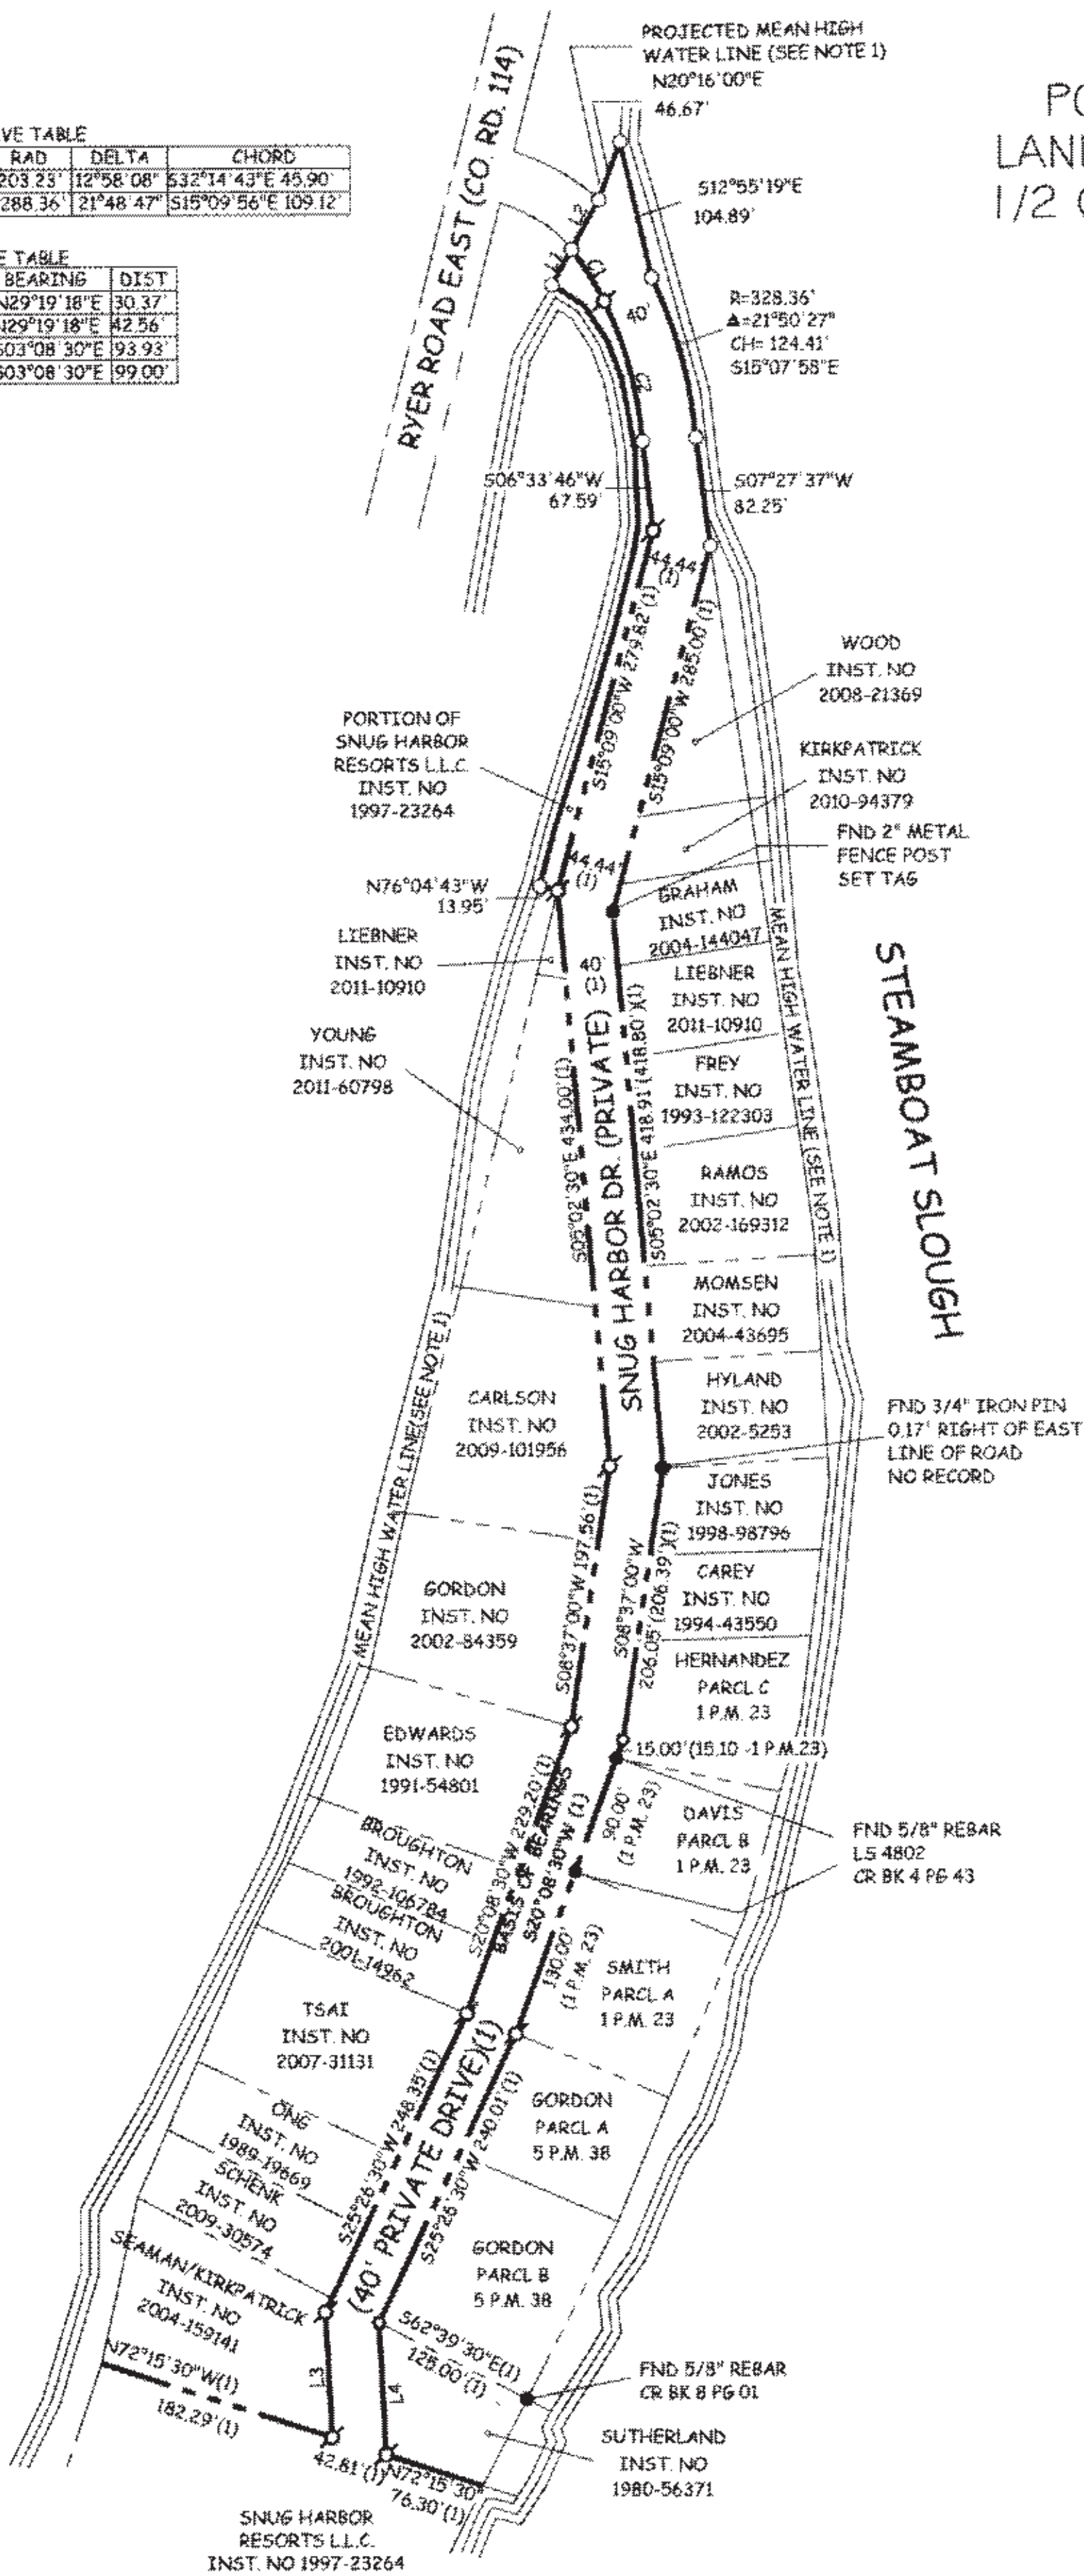 PROJECTED MEAN HIGH
WATER LINE (SEE NOTE 1)
N20°16'00"E
46.67'
VE TABLE
RAD DELTA CHORD
203.23' 12°58'08" S32°14'43"E 45.90
288.36' 21°48'47" S15°09'56"E 109.12'
E TABLE
BEARING DIST
N29°19'18"E 30.37'
N29°19'18"E 42.56'
S03°08'30"E 93.93'
S03°08'30"E 99.00'
LAN
1/2
RYER ROAD EAST (CO. RD. 114)
L2
L1
C1
C2
40'
S12°55'19"E
104.89'
R=328.36'
Δ=21°50'27"
CH= 124.41'
S15°07'58"E
S06°33'46"W
67.59'
S07°27'37"W
82.25'
44.44'
(1)
S15°09'00"W 279.82'(1)
S15°09'00"W 285.00'(1)
WOOD
INST. NO
2008-21369
PORTION OF
SNUG HARBOR
RESORTS L.L.C.
INST. NO
1997-23264
KIRKPATRICK
INST. NO
2010-94379
FND 2" METAL
FENCE POST
SET TAG
44.44'
(1)
N76°04'43"W
13.95'
GRAHAM
INST. NO
2004-144047
LIEBNER
INST. NO
2011-10910
40'
(1)
LIEBNER
INST. NO
2011-10910
YOUNG
INST. NO
2011-60798
FREY
INST. NO
1993-122303
MEAN HIGH WATER LINE (SEE NOTE 1)
STEAMBOAT SLOUGH
S05°02'30"E 434.00'(1)
SNUG HARBOR DR. (PRIVATE)
S05°02'30"E 418.91'(418.80')(1)
RAMOS
INST. NO
2002-169312
MOMSEN
INST. NO
2004-43695
HYLAND
INST. NO
2002-5253
CARLSON
INST. NO
2009-101956
FND 3/4" IRON PIN
0.17' RIGHT OF EAST
LINE OF ROAD
NO RECORD
JONES
INST. NO
1998-98796
MEAN HIGH WATER LINE(SEE NOTE 1)
S08°37'00"W 197.56'(1)
S08°37'00"W
206.05'(206.39')(1)
CAREY
INST. NO
1994-43550
GORDON
INST. NO
2002-84359
HERNANDEZ
PARCL C
1 P.M. 23
15.00'(15.10 -1 P.M.23)
EDWARDS
INST. NO
1991-54801
S20°08'30"W 229.20'(1)
BASIS OF BEARINGS
S20°08'30"W (1)
90.00'
(1 P.M. 23)
DAVIS
PARCL B
1 P.M. 23
FND 5/8" REBAR
LS 4802
CR BK 4 PG 43
BROUGHTON
INST. NO
1992-106784
BROUGHTON
INST. NO
2001-14962
130.00'
(1 P.M. 23)
SMITH
PARCL A
1 P.M. 23
TSAI
INST. NO
2007-31131
S25°26'30"W 248.35'(1)
(40' PRIVATE DRIVE)(1)
S25°26'30"W 240.01'(1)
GORDON
PARCL A
5 P.M. 38
ONG
INST. NO
1989-19669
SCHENK
INST. NO
2009-30574
GORDON
PARCL B
5 P.M. 38
SEAMAN/KIRKPATRICK
INST. NO
2004-159141
S62°39'30"E(1)
125.00'(1)
N72°15'30"W(1)
182.29'(1)
L3
L4
FND 5/8" REBAR
CR BK 8 PG 01
42.81'(1)
N72°15'30"
76.30'(1)
SUTHERLAND
INST. NO
1980-56371
SNUG HARBOR
RESORTS L.L.C.
INST. NO 1997-23264